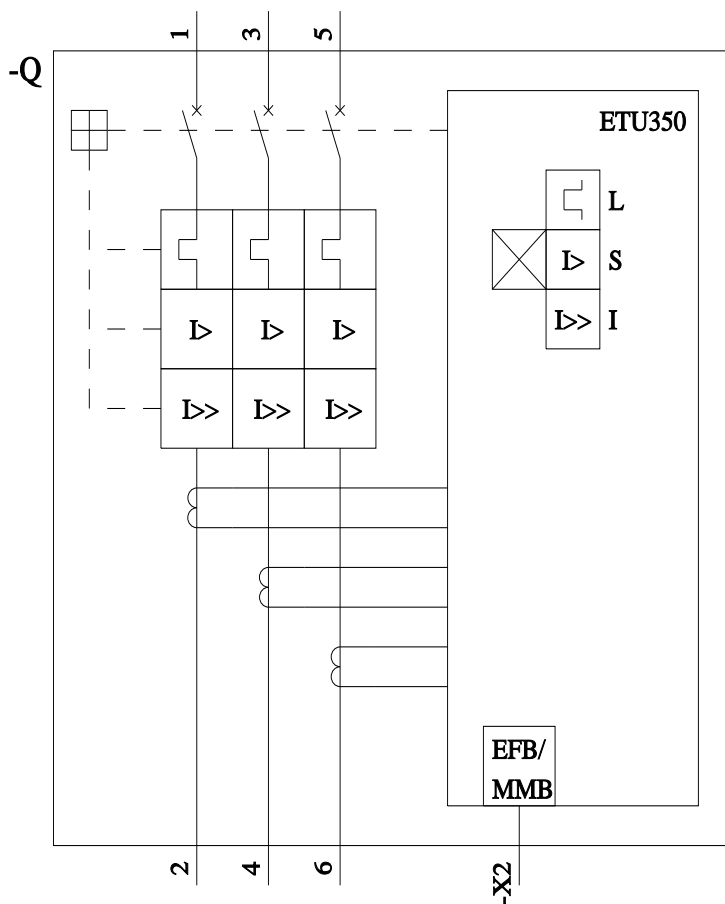 1 3 5
-Q
ETU350
L
I> S
I>> I
I> I> I>
I>> I>> I>>
EFB/
MMB
2 4 6 -X2